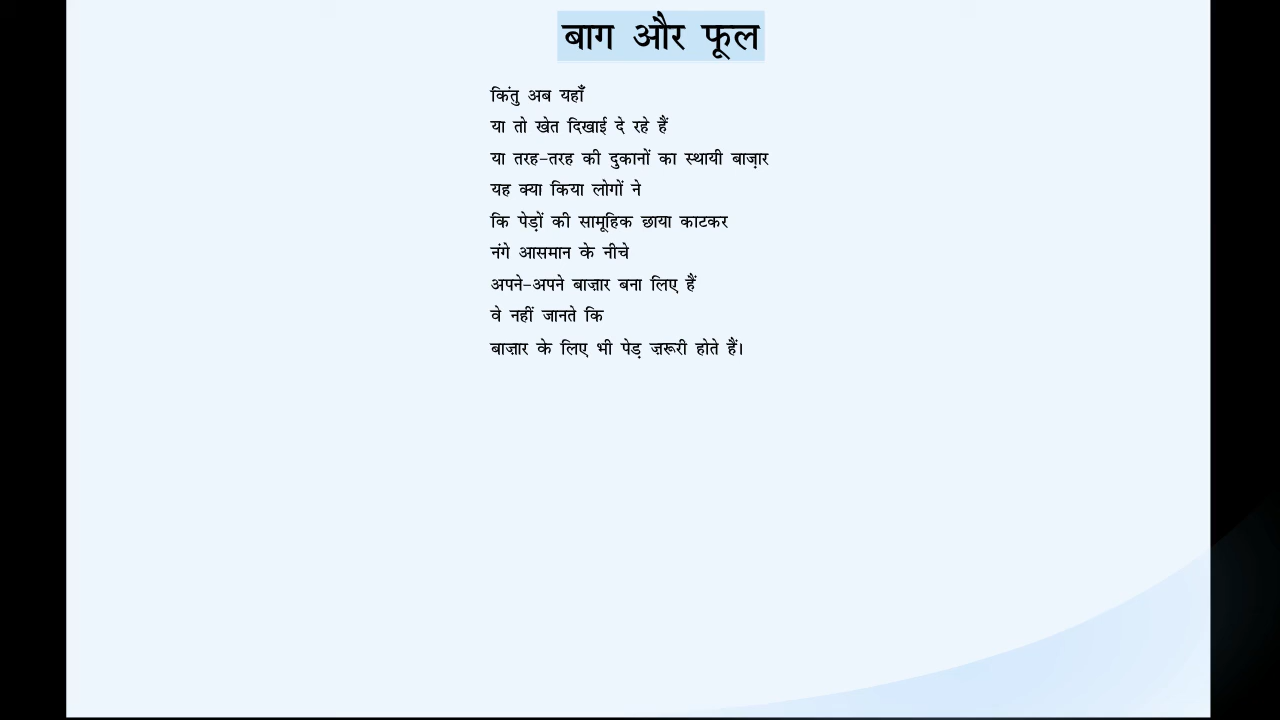 बाग और फूल
किंतु अब यहाँ
या तो खेत दिखाई दे रहे हैं
या तरह-तरह की दुकानों का स्थायी बाज़ार
यह क्या किया लोगों ने
कि पेड़ों की सामूहिक छाया काटकर
नंगे आसमान के नीचे
अपने-अपने बाज़ार बना लिए हैं
वे नहीं जानते कि
बाज़ार के लिए भी पेड़ ज़रूरी होते हैं।